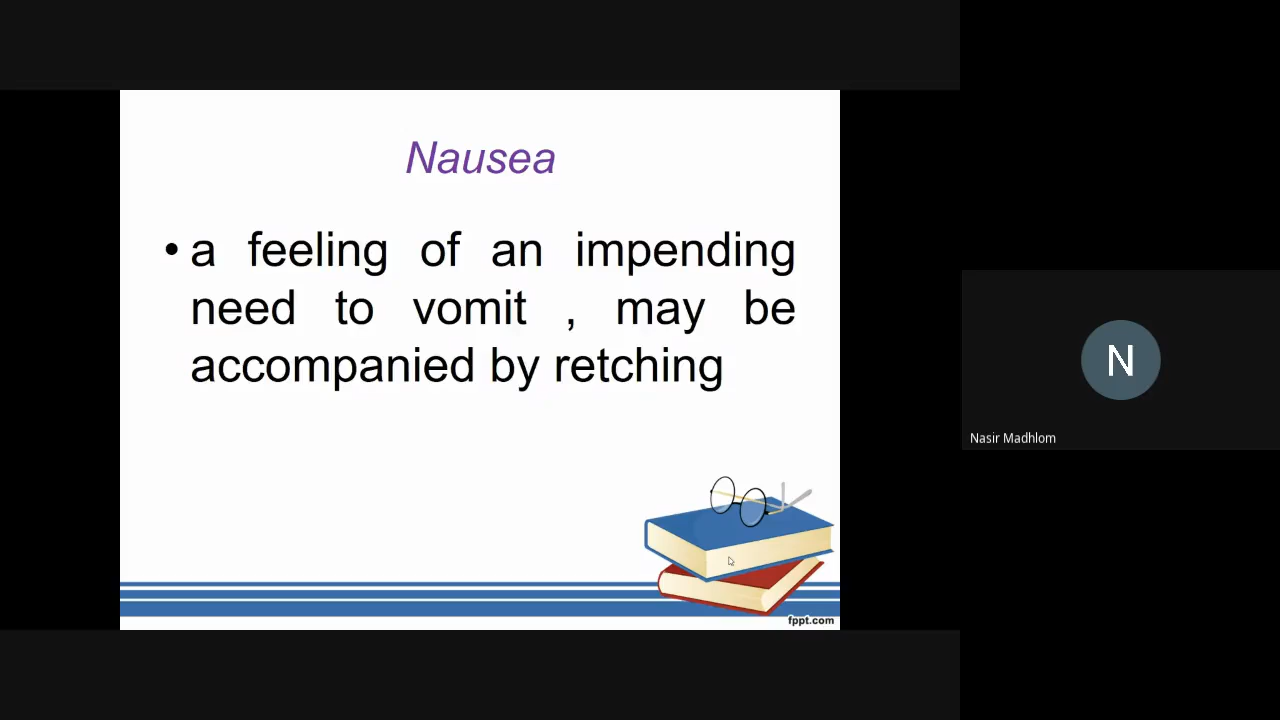 Nausea
• a feeling of an impending
need to vomit , may be
accompanied by retching
fppt.com
N
Nasir Madhlom